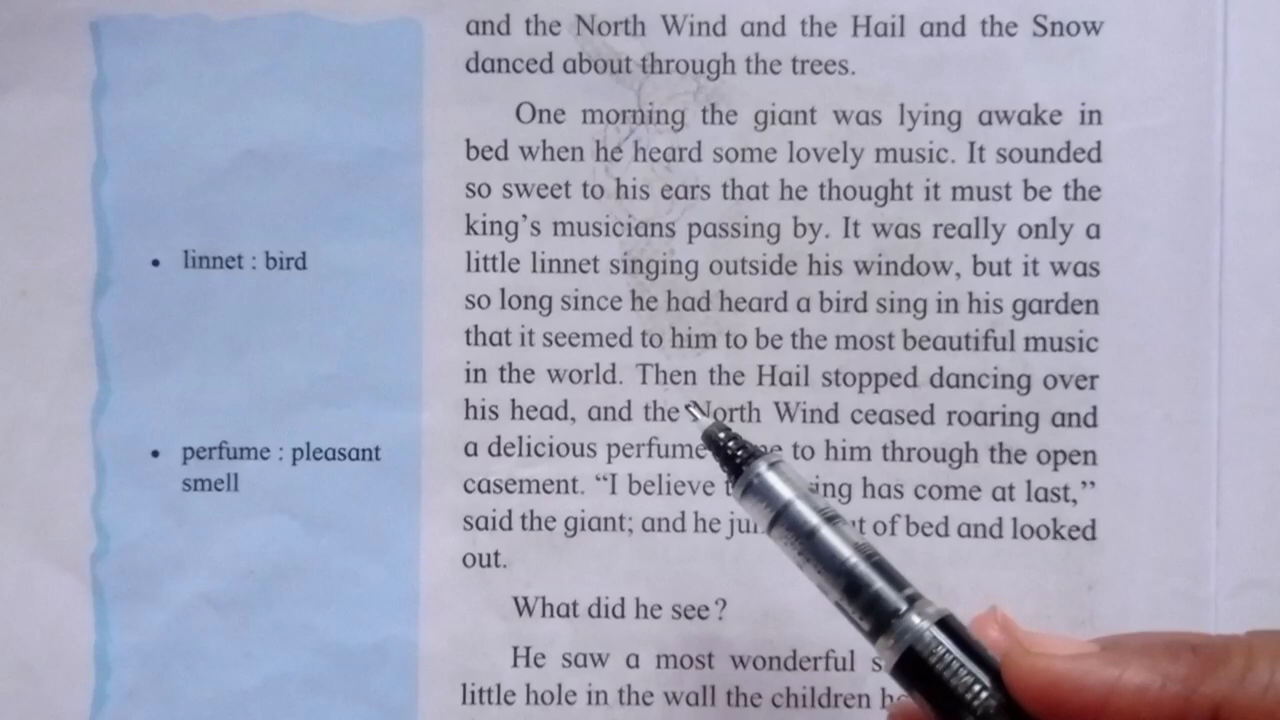 and the North Wind and the Hail and the Snow
danced about through the trees.
One morning the giant was lying awake in
bed when he heard some lovely music. It sounded
so sweet to his ears that he thought it must be the
king's musicians passing by. It was really only a
little linnet singing outside his window, but it was
so long since he had heard a bird sing in his garden
that it seemed to him to be the most beautiful music
in the world. Then the Hail stopped dancing over
his head, and the North Wind ceased roaring and
a delicious perfume to him through the open
casement. “I believe has come at last,”
said the giant; and he of bed and looked
out.
What did he see?
He saw a most wonderful
little hole in the wall the children
• linnet : bird
• perfume : pleasant
smell